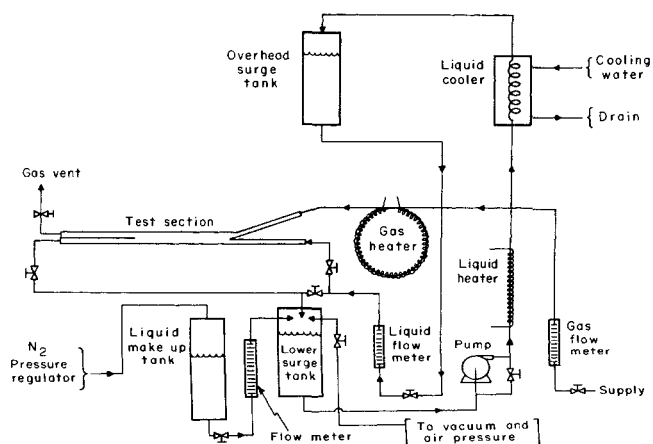 Overhead
surge
tank
Liquid
cooler
Cooling
water
Drain
Gas vent
Test section
Gas
heater
Liquid
heater
N2
Pressure
regulator
Liquid
make up
tank
Lower
surge
tank
Liquid
flow
meter
Pump
Gas
flow
meter
Supply
Flow meter
To vacuum and
air pressure